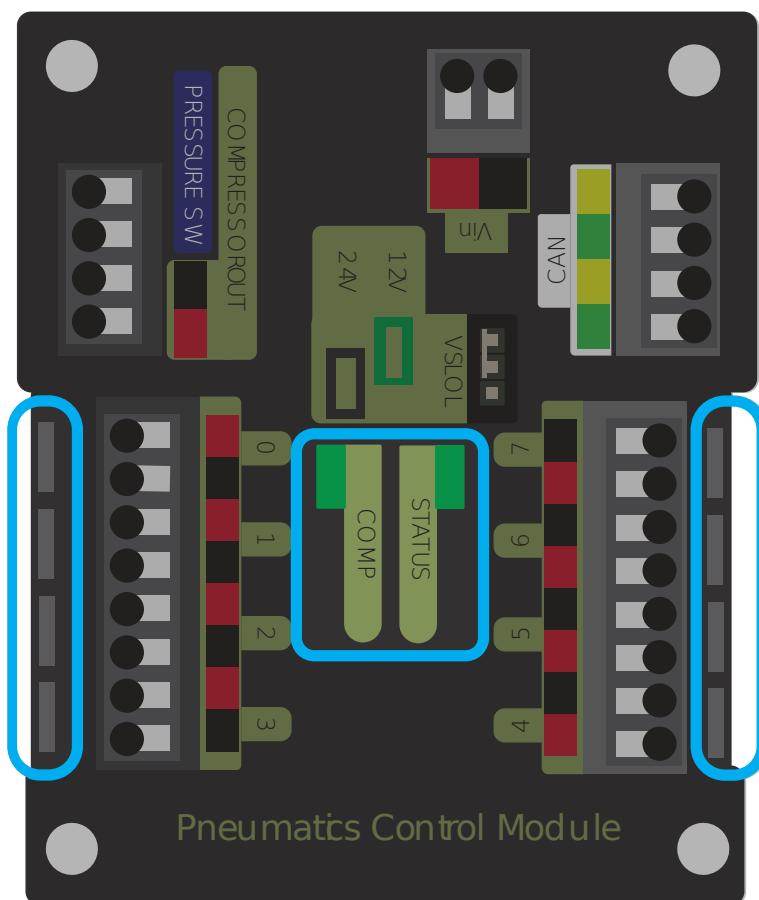 PRESSURE SW
COMPRESSOR OUT
Vin
CAN
24V
12V
VSLOL
0
7
1
6
2
5
3
4
COMP
STATUS
Pneumatics Control Module